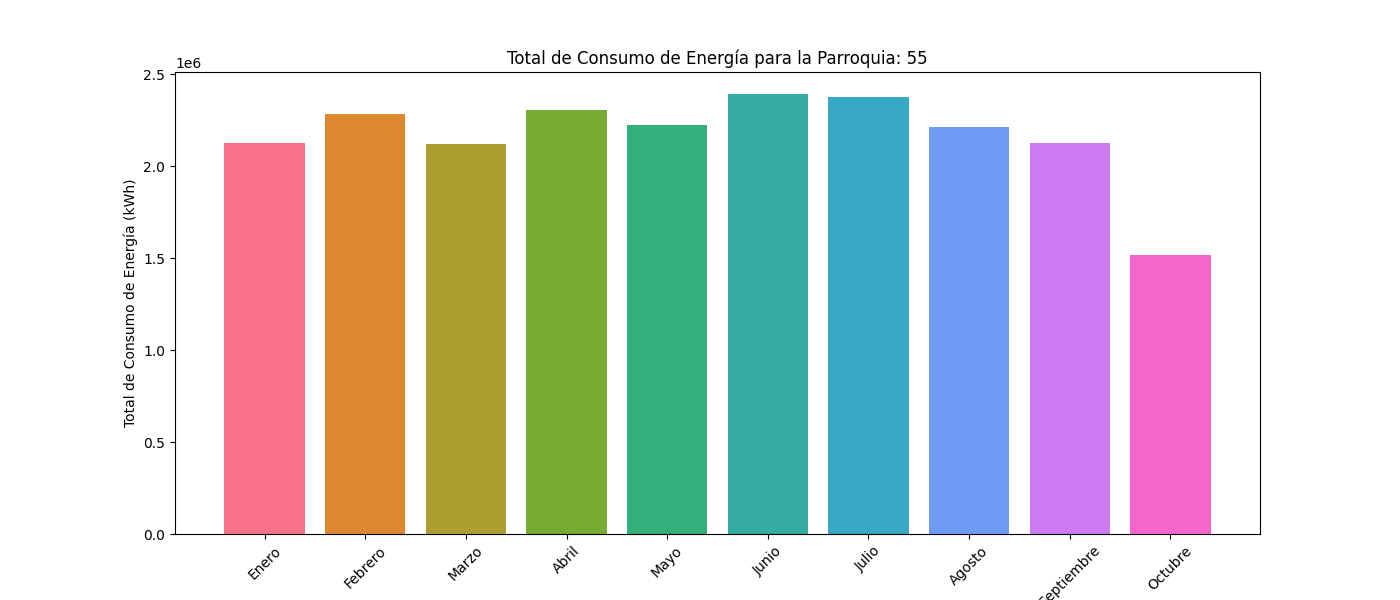 Total de Consumo de Energía para la Parroquia: 55
1e6
2.5
2.0
1.5
1.0
0.5
0.0
Total de Consumo de Energía (kWh)
Enero
Febrero
Marzo
Abril
Mayo
Junio
Julio
Agosto
Septiembre
Octubre